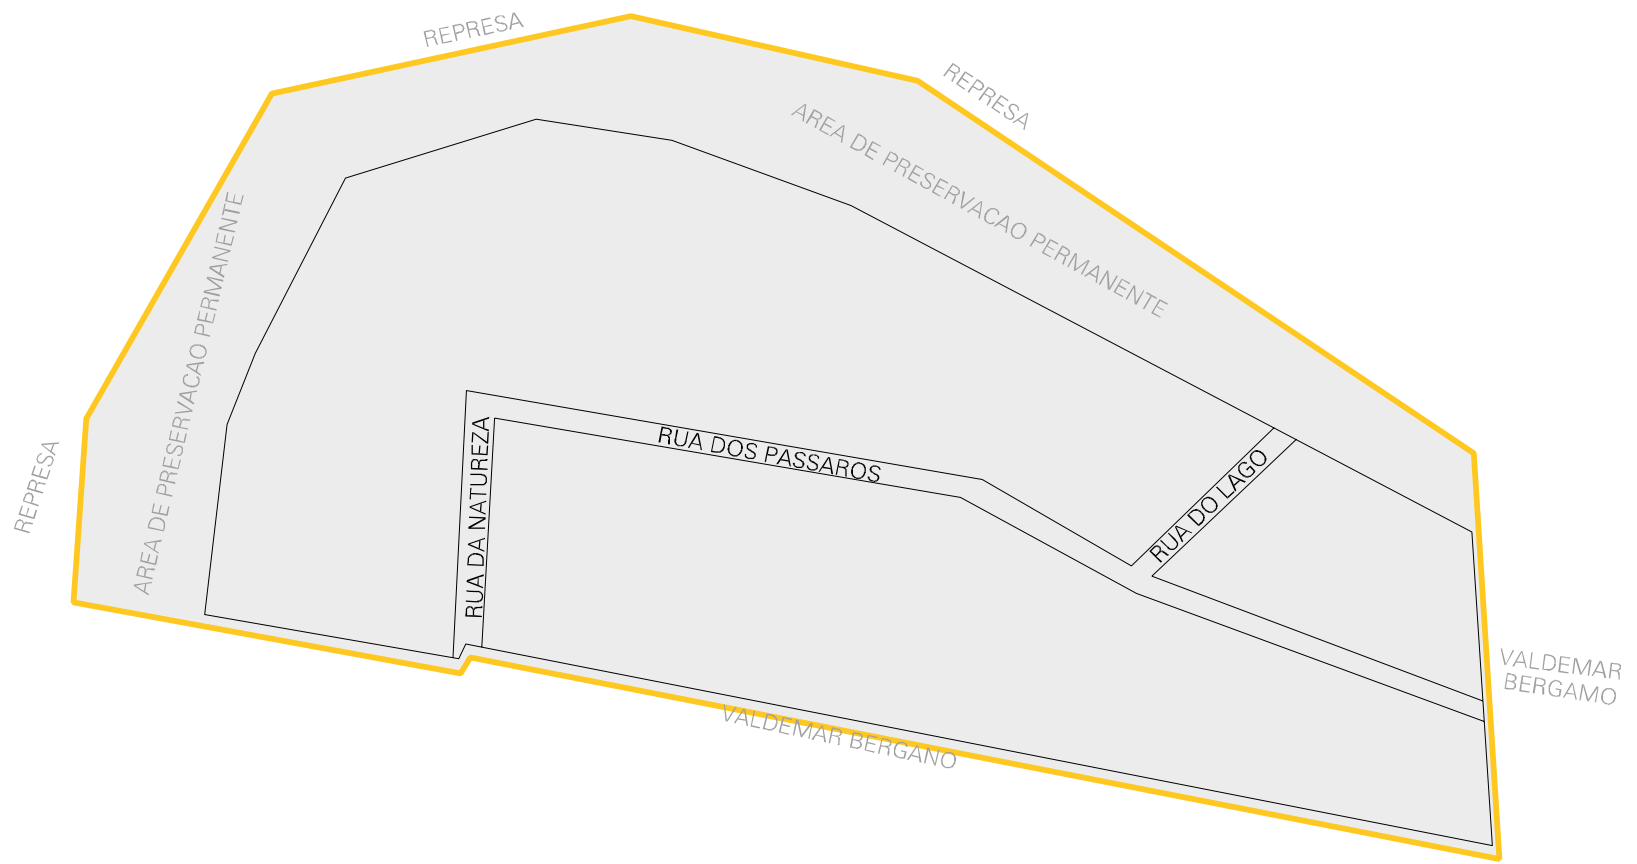 REPRESA
REPRESA
AREA DE PRESERVACAO PERMANENTE
AREA DE PRESERVACAO PERMANENTE
REPRESA
RUA DA NATUREZA
RUA DOS PASSAROS
RUA DO LAGO
VALDEMAR
BERGAMO
VALDEMAR BERGANO